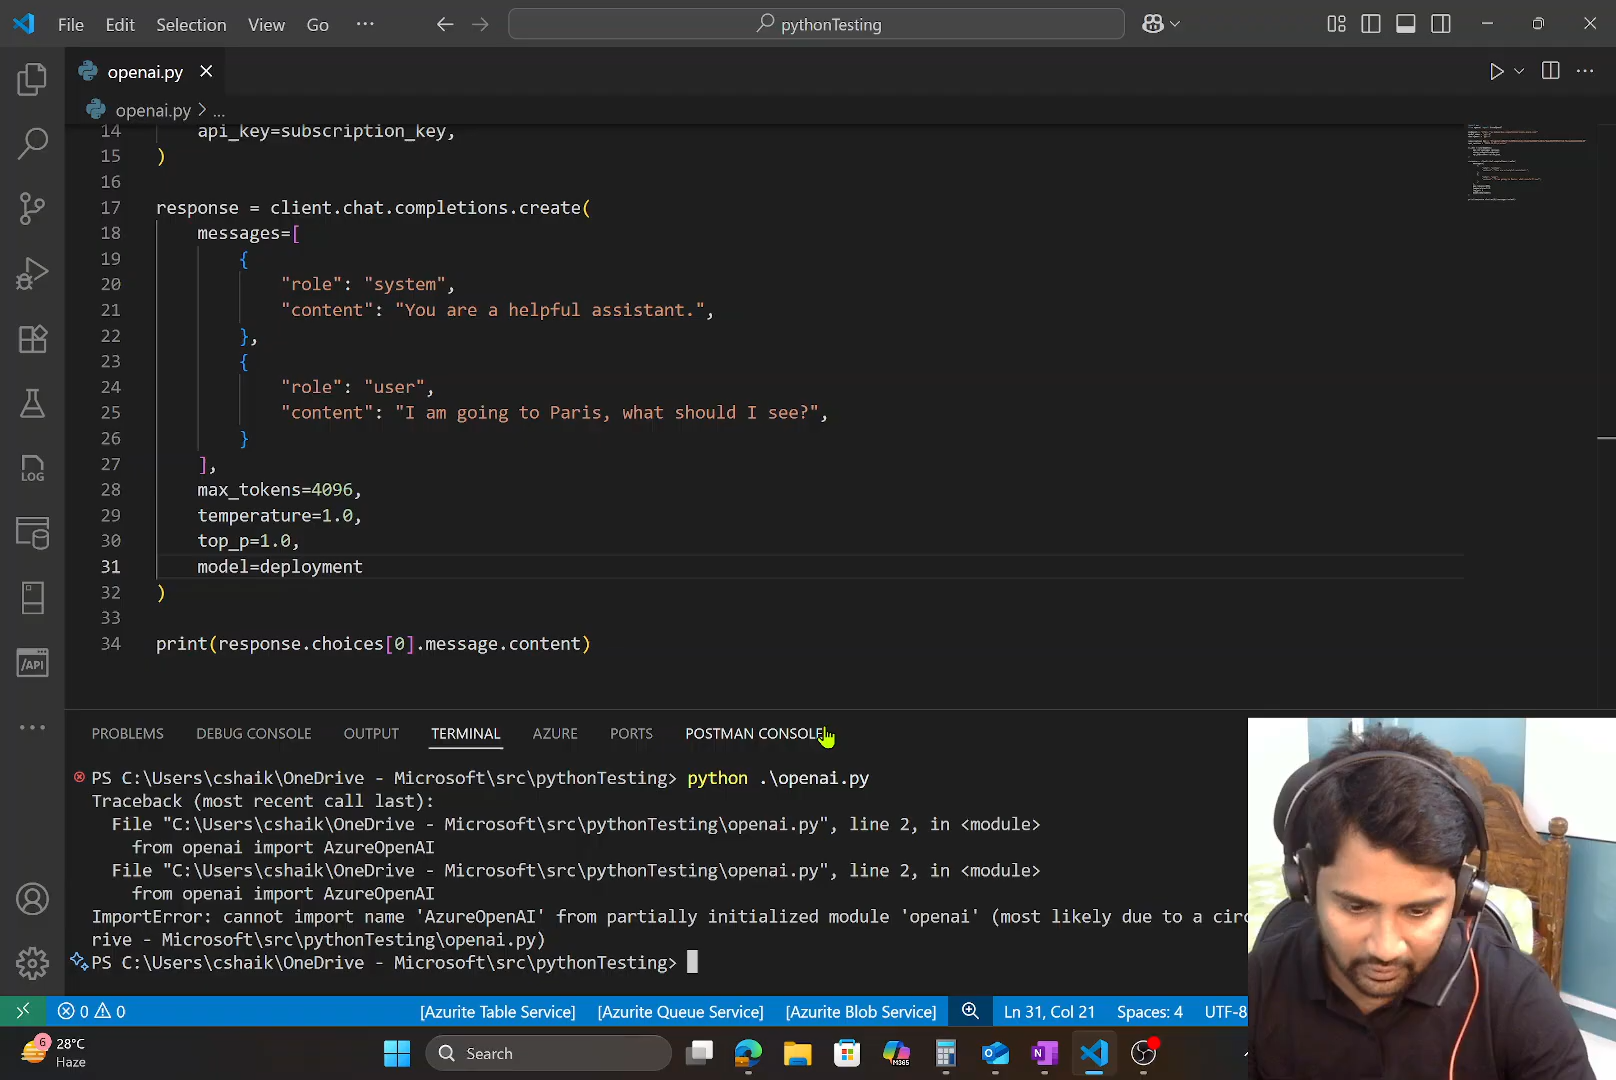 File Edit Selection View Go ··· pythonTesting
openai.py
openai.py > ...
14 api_key=subscription_key,
15 )
16
17 response = client.chat.completions.create(
18 messages=[
19 {
20 "role": "system",
21 "content": "You are a helpful assistant.",
22 },
23 {
24 "role": "user",
25 "content": "I am going to Paris, what should I see?",
26 }
27 ],
28 max_tokens=4096,
29 temperature=1.0,
30 top_p=1.0,
31 model=deployment
32 )
33
34 print(response.choices[0].message.content)
LOG
/API
PROBLEMS DEBUG CONSOLE OUTPUT TERMINAL AZURE PORTS POSTMAN CONSOLE
PS C:\Users\cshaik\OneDrive - Microsoft\src\pythonTesting> python .\openai.py
Traceback (most recent call last):
File "C:\Users\cshaik\OneDrive - Microsoft\src\pythonTesting\openai.py", line 2, in <module>
from openai import AzureOpenAI
File "C:\Users\cshaik\OneDrive - Microsoft\src\pythonTesting\openai.py", line 2, in <module>
from openai import AzureOpenAI
ImportError: cannot import name 'AzureOpenAI' from partially initialized module 'openai' (most likely due to a circ
rive - Microsoft\src\pythonTesting\openai.py)
PS C:\Users\cshaik\OneDrive - Microsoft\src\pythonTesting>
0 0 [Azurite Table Service] [Azurite Queue Service] [Azurite Blob Service] Ln 31, Col 21 Spaces: 4 UTF-8
6 28°C
Haze
Search
M365